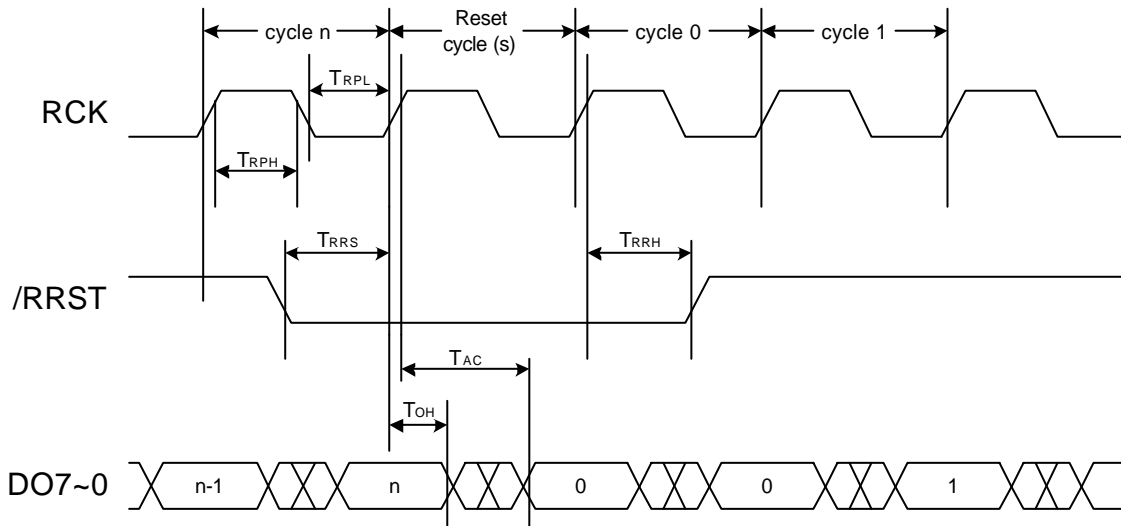 cycle n
Reset
cycle (s)
cycle 0
cycle 1
TRPL
RCK
TRPH
TRRS
TRRH
/RRST
TAC
TOH
DO7~0
n-1
n
0
0
1